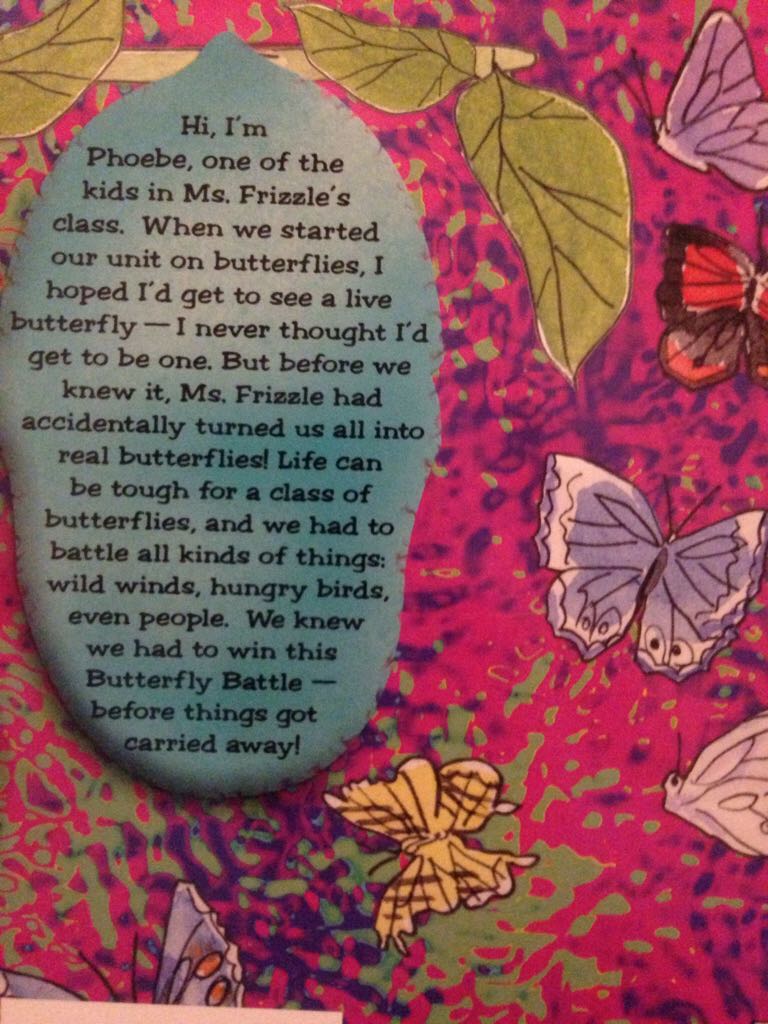 Hi, I'm
Phoebe, one of the
kids in Ms. Frizzle's
class. When we started
our unit on butterflies, I
hoped I'd get to see a live
butterfly — I never thought I'd
get to be one. But before we
knew it, Ms. Frizzle had
accidentally turned us all into
real butterflies! Life can
be tough for a class of
butterflies, and we had to
battle all kinds of things:
wild winds, hungry birds,
even people. We knew
we had to win this
Butterfly Battle —
before things got
carried away!